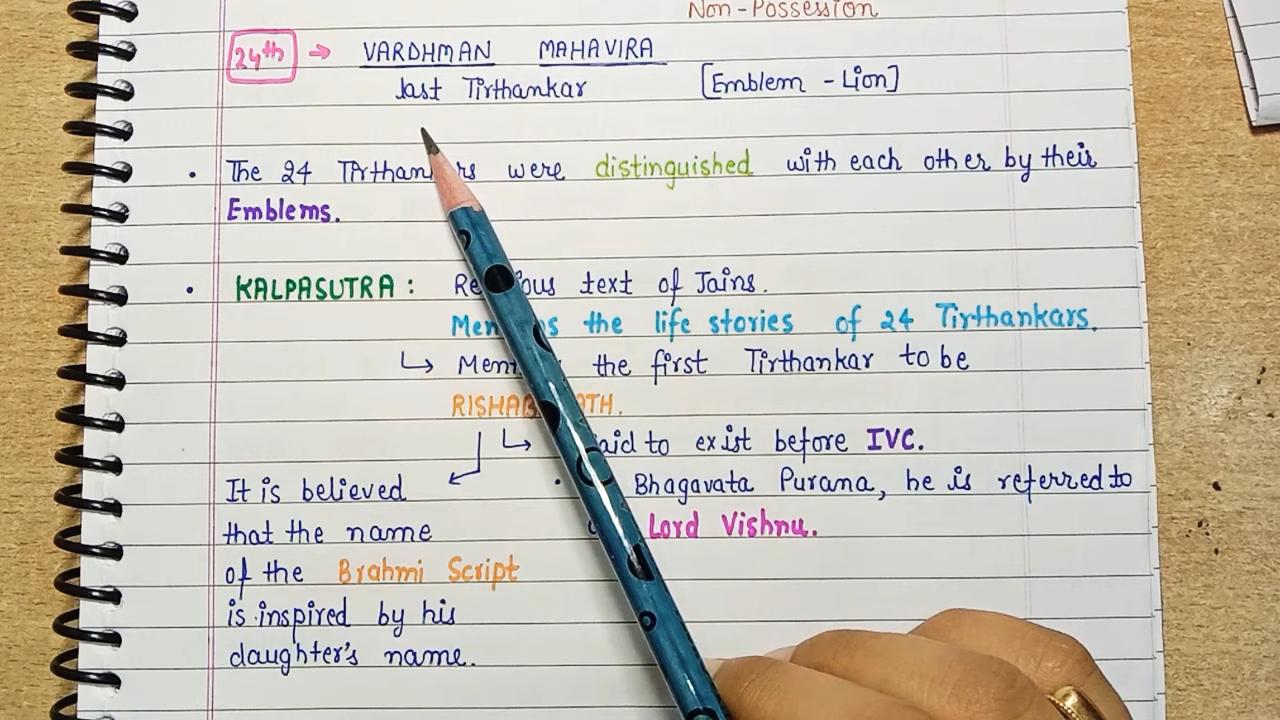 Non-Possession
24th → VARDHMAN MAHAVIRA
last Tirthankar [Emblem - Lion]
• The 24 were distinguished with each other by their
Emblems.
• KALPASUTRA : text of Jains.
the life stories of 24 Tirthankars.
↳ the first Tirthankar to be
↳ to exist before IVC.
It is believed • Bhagavata Purana, he is referred to
that the name Lord Vishnu.
of the Brahmi Script
is inspired by his
daughter's name.